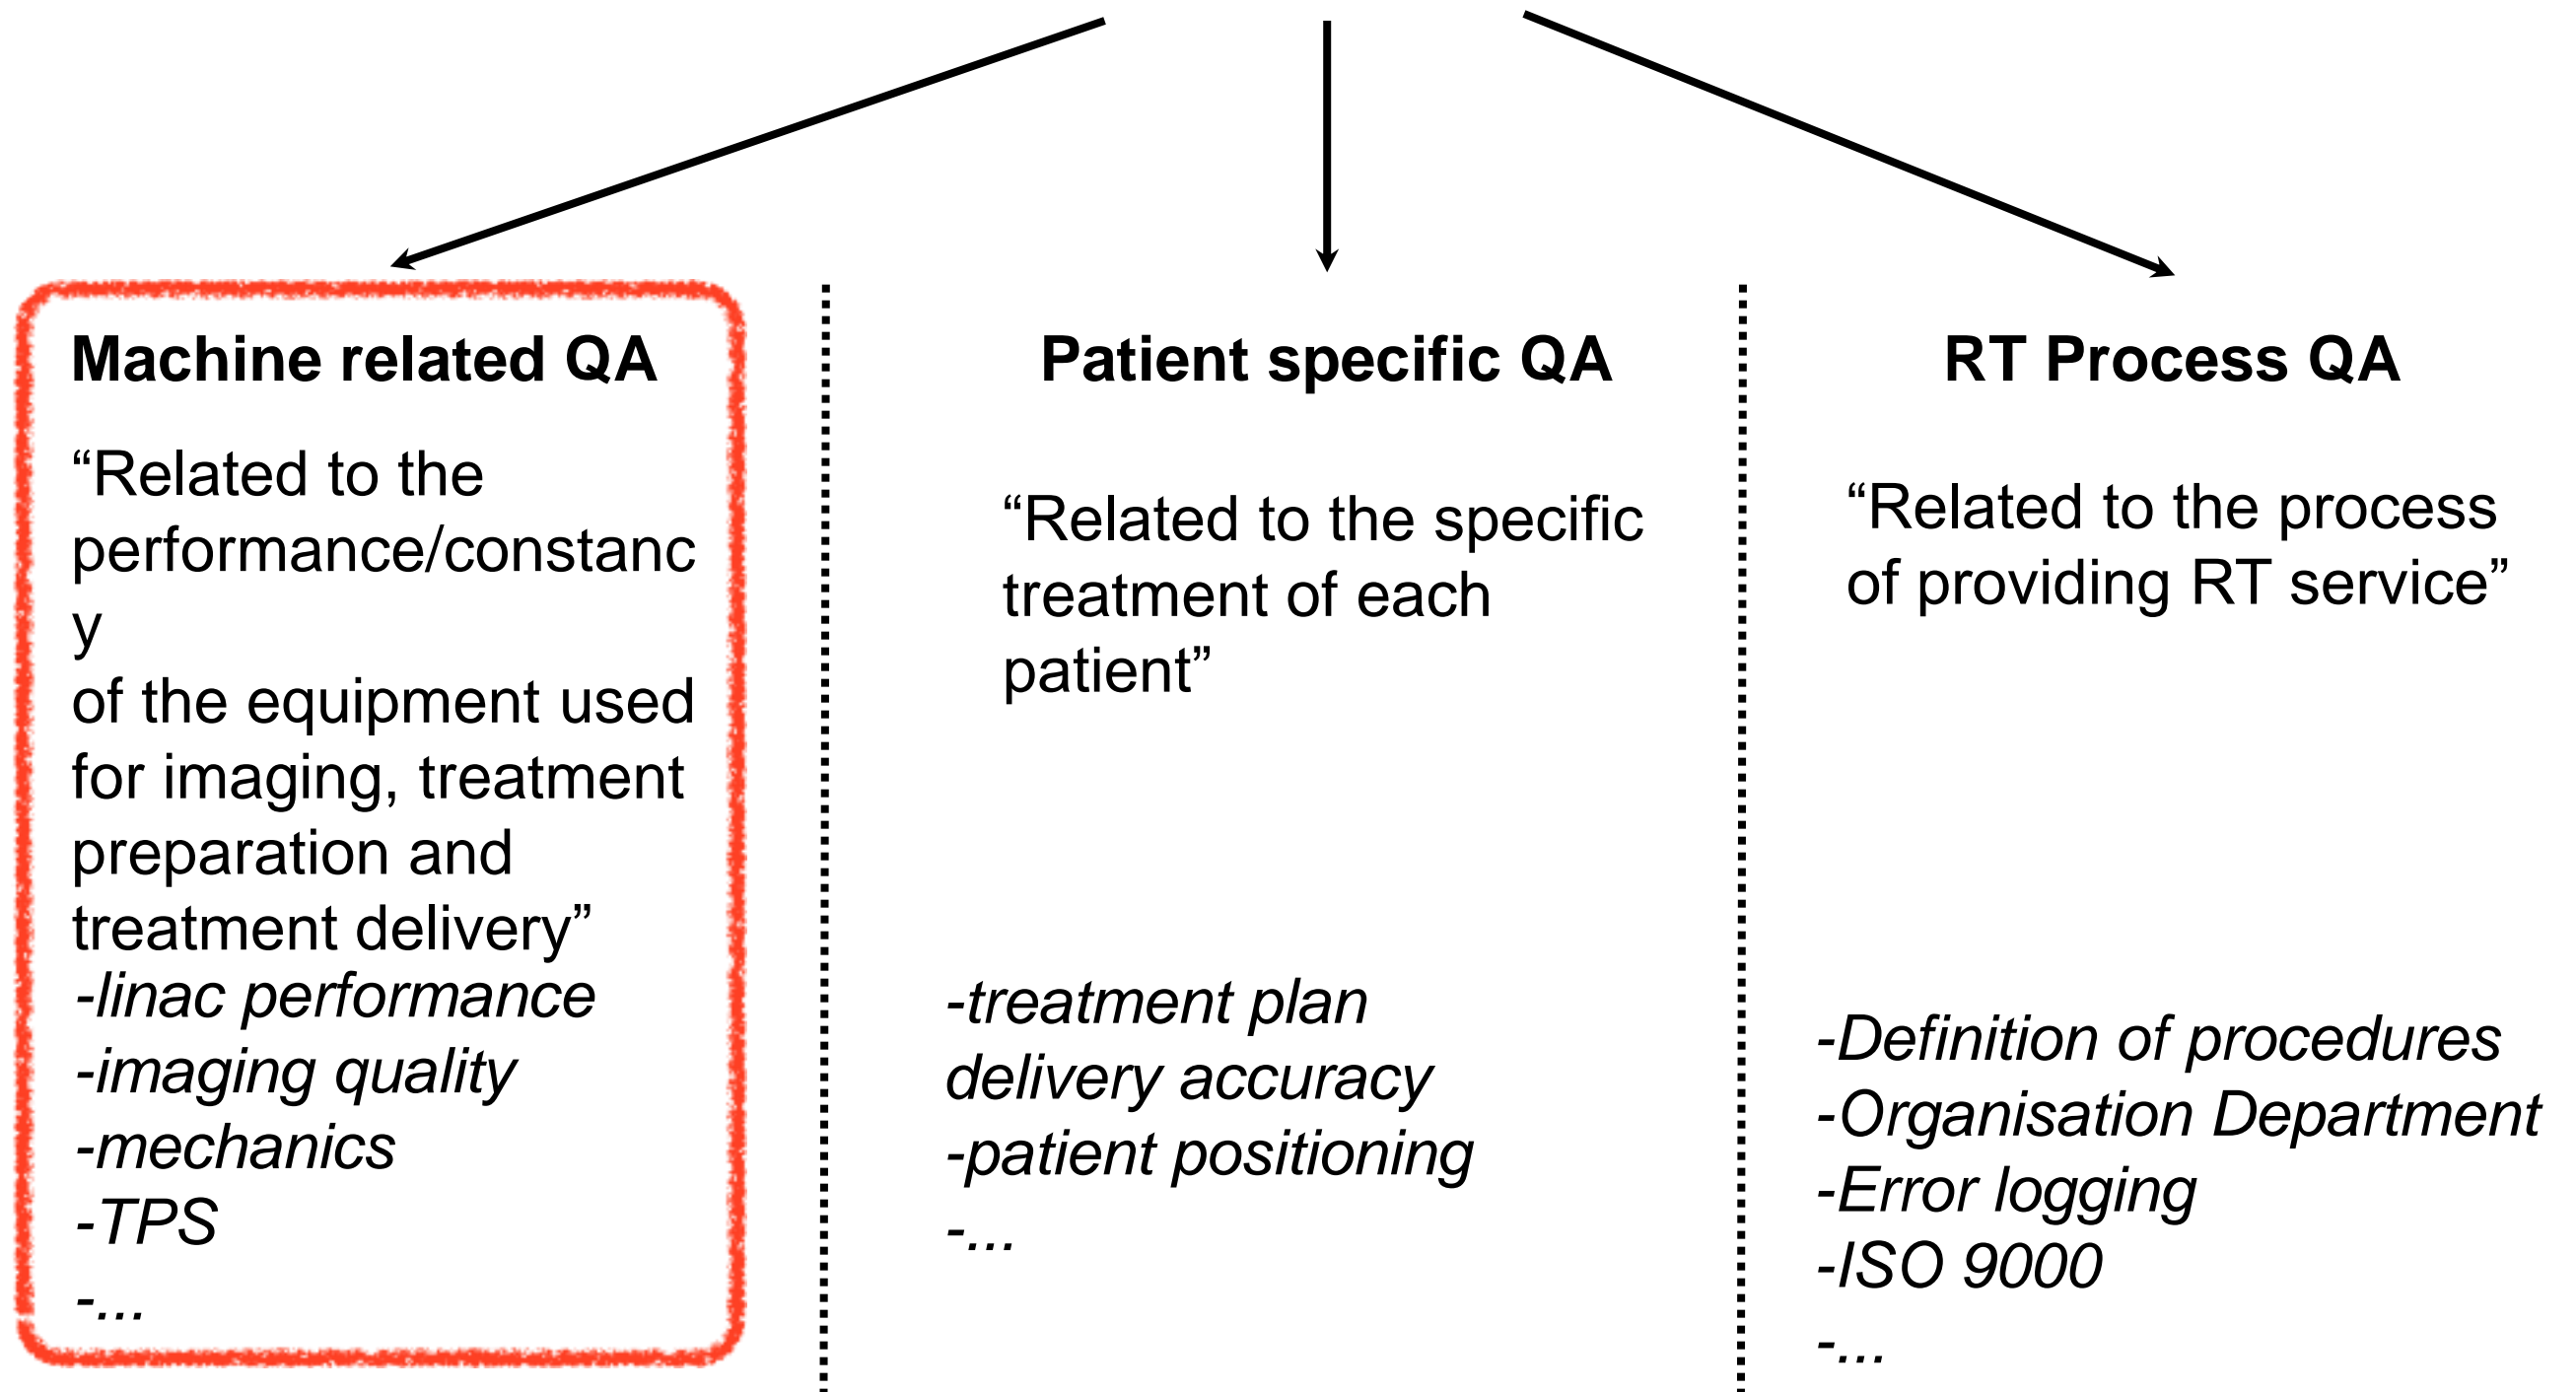 Machine related QA
“Related to the
performance/constanc
y
of the equipment used
for imaging, treatment
preparation and
treatment delivery”
-linac performance
-imaging quality
-mechanics
-TPS
-...
Patient specific QA
“Related to the specific
treatment of each
patient”
-treatment plan
delivery accuracy
-patient positioning
-...
RT Process QA
“Related to the process
of providing RT service”
-Definition of procedures
-Organisation Department
-Error logging
-ISO 9000
-...